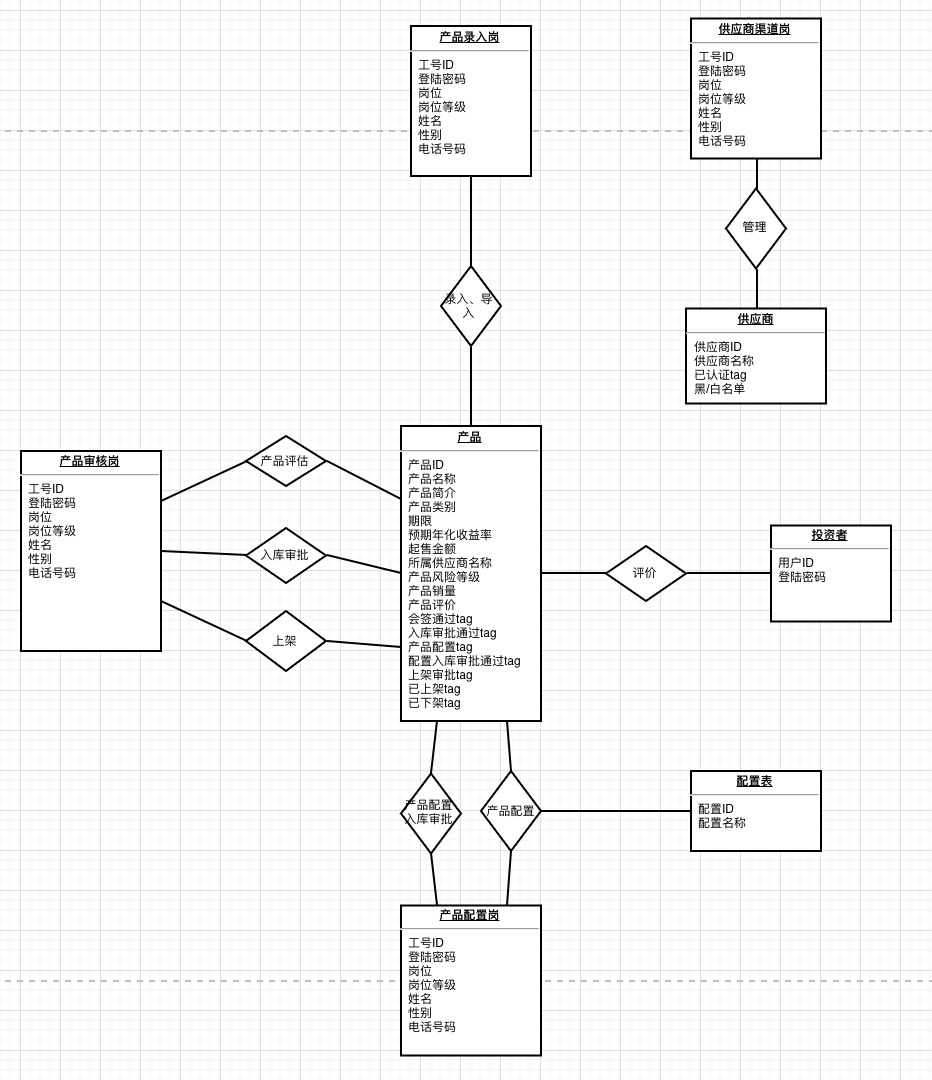 产品录入岗
工号ID
登陆密码
岗位
岗位等级
姓名
性别
电话号码
供应商渠道岗
工号ID
登陆密码
岗位
岗位等级
姓名
性别
电话号码
管理
录入、导
入
供应商
供应商ID
供应商名称
已认证tag
黑/白名单
产品审核岗
工号ID
登陆密码
岗位
岗位等级
姓名
性别
电话号码
产品评估
入库审批
上架
产品
产品ID
产品名称
产品简介
产品类别
期限
预期年化收益率
起售金额
所属供应商名称
产品风险等级
产品销量
产品评价
会签通过tag
入库审批通过tag
产品配置tag
配置入库审批通过tag
上架审批tag
已上架tag
已下架tag
评价
投资者
用户ID
登陆密码
产品配置
入库审批
产品配置
配置表
配置ID
配置名称
产品配置岗
工号ID
登陆密码
岗位
岗位等级
姓名
性别
电话号码